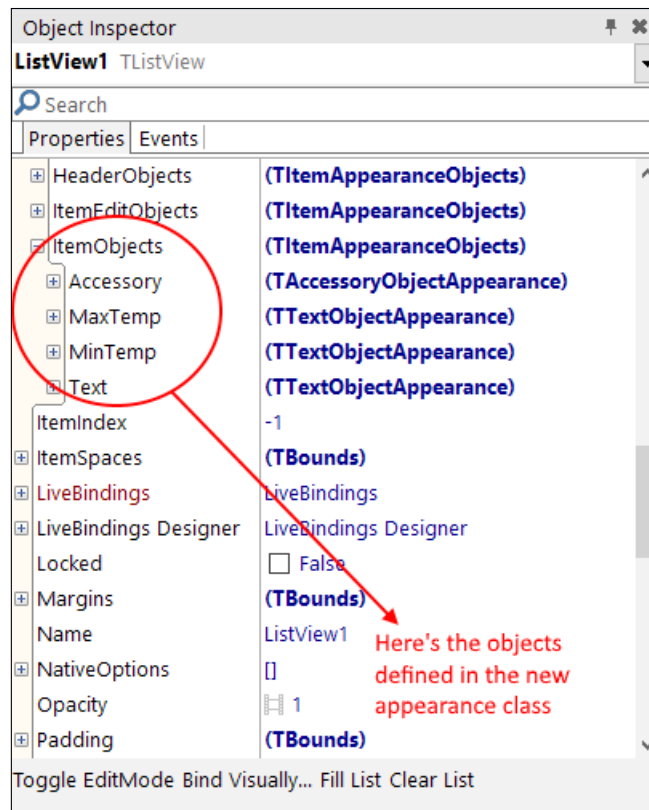 Object Inspector
ListView1 TListView
Search
Properties Events
HeaderObjects (TItemAppearanceObjects)
ItemEditObjects (TItemAppearanceObjects)
ItemObjects (TItemAppearanceObjects)
Accessory (TAccessoryObjectAppearance)
MaxTemp (TTextObjectAppearance)
MinTemp (TTextObjectAppearance)
Text (TTextObjectAppearance)
ItemIndex -1
ItemSpaces (TBounds)
LiveBindings LiveBindings
LiveBindings Designer LiveBindings Designer
Locked False
Margins (TBounds)
Name ListView1
NativeOptions []
Opacity 1
Padding (TBounds)
Here's the objects
defined in the new
appearance class
Toggle EditMode Bind Visually... Fill List Clear List